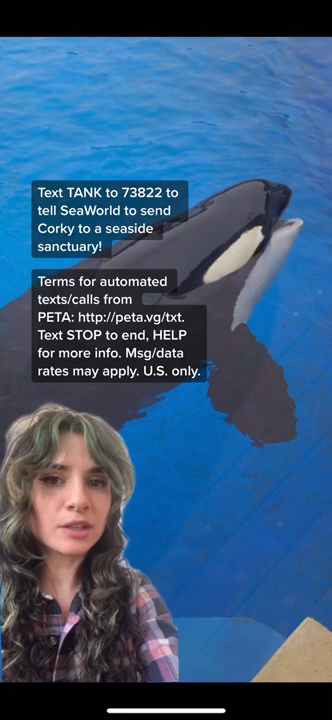 Text TANK to 73822 to
tell SeaWorld to send
Corky to a seaside
sanctuary!
Terms for automated
texts/calls from
PETA: http://peta.vg/txt.
Text STOP to end, HELP
for more info. Msg/data
rates may apply. U.S. only.